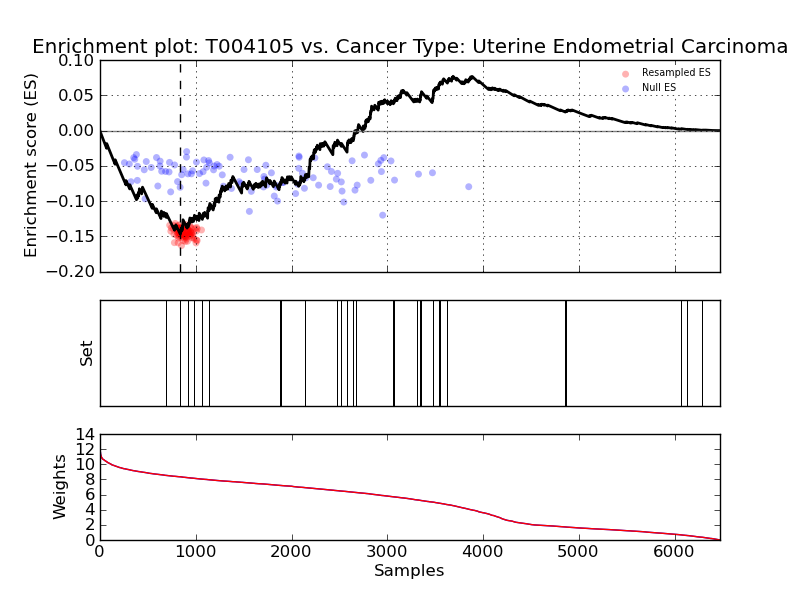 Enrichment plot: T004105 vs. Cancer Type: Uterine Endometrial Carcinoma
Enrichment score (ES)
0.10
0.05
0.00
−0.05
−0.10
−0.15
−0.20
Resampled ES
Null ES
Set
Weights
14
12
10
8
6
4
2
0
0 1000 2000 3000 4000 5000 6000
Samples